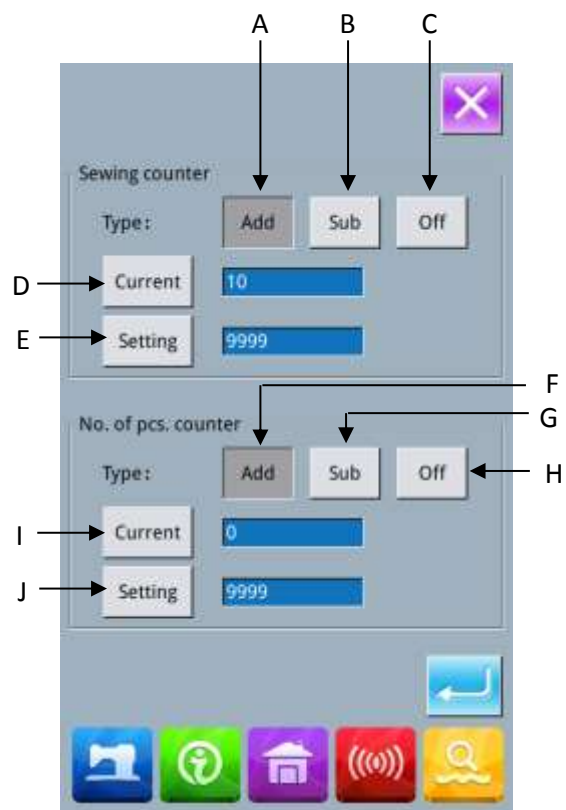 A B C
Sewing counter
Type: Add Sub Off
D Current 10
E Setting 9999
F
No. of pcs. counter G
Type: Add Sub Off H
I Current 0
J Setting 9999